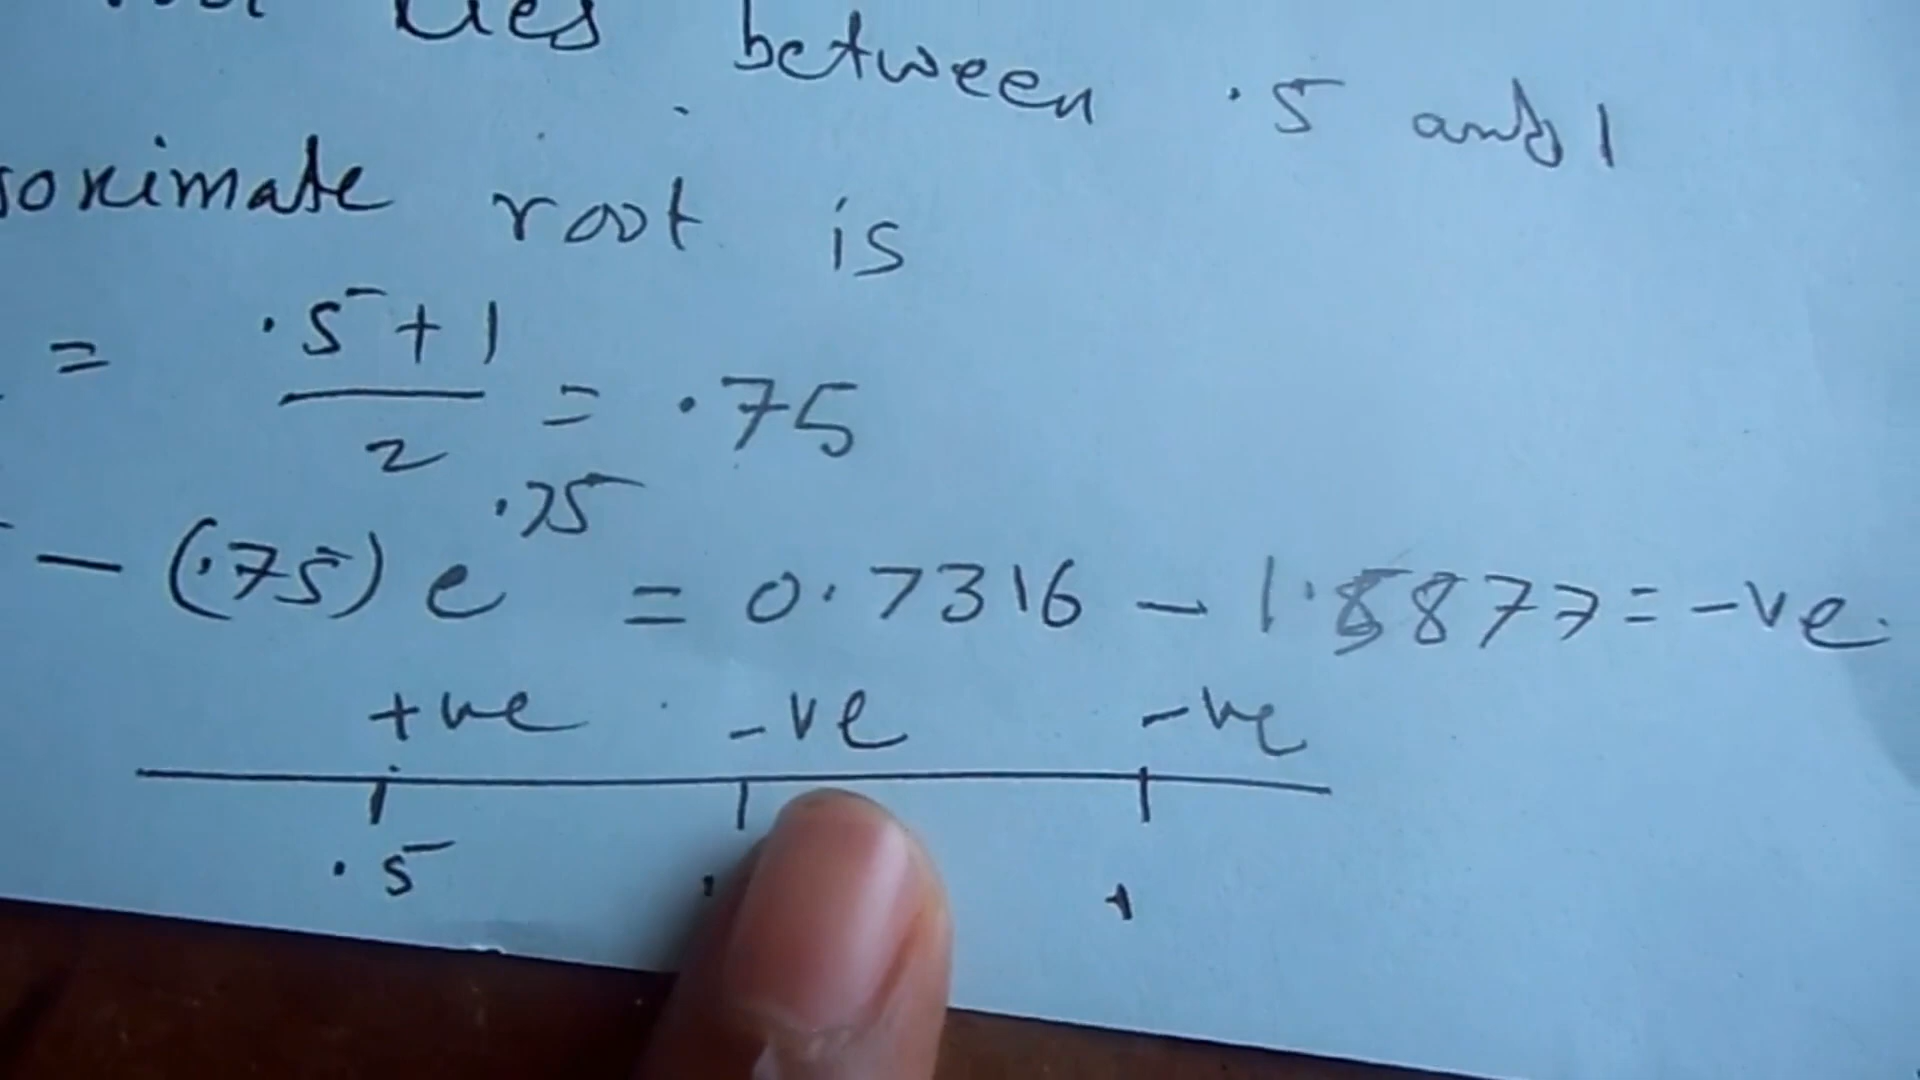 lies between .5 and 1
root is
= .5+1/2 = .75
- (.75) e^.75 = 0.7316 - 1.5877 = -ve.
+ve -ve -ve
.5 . 1